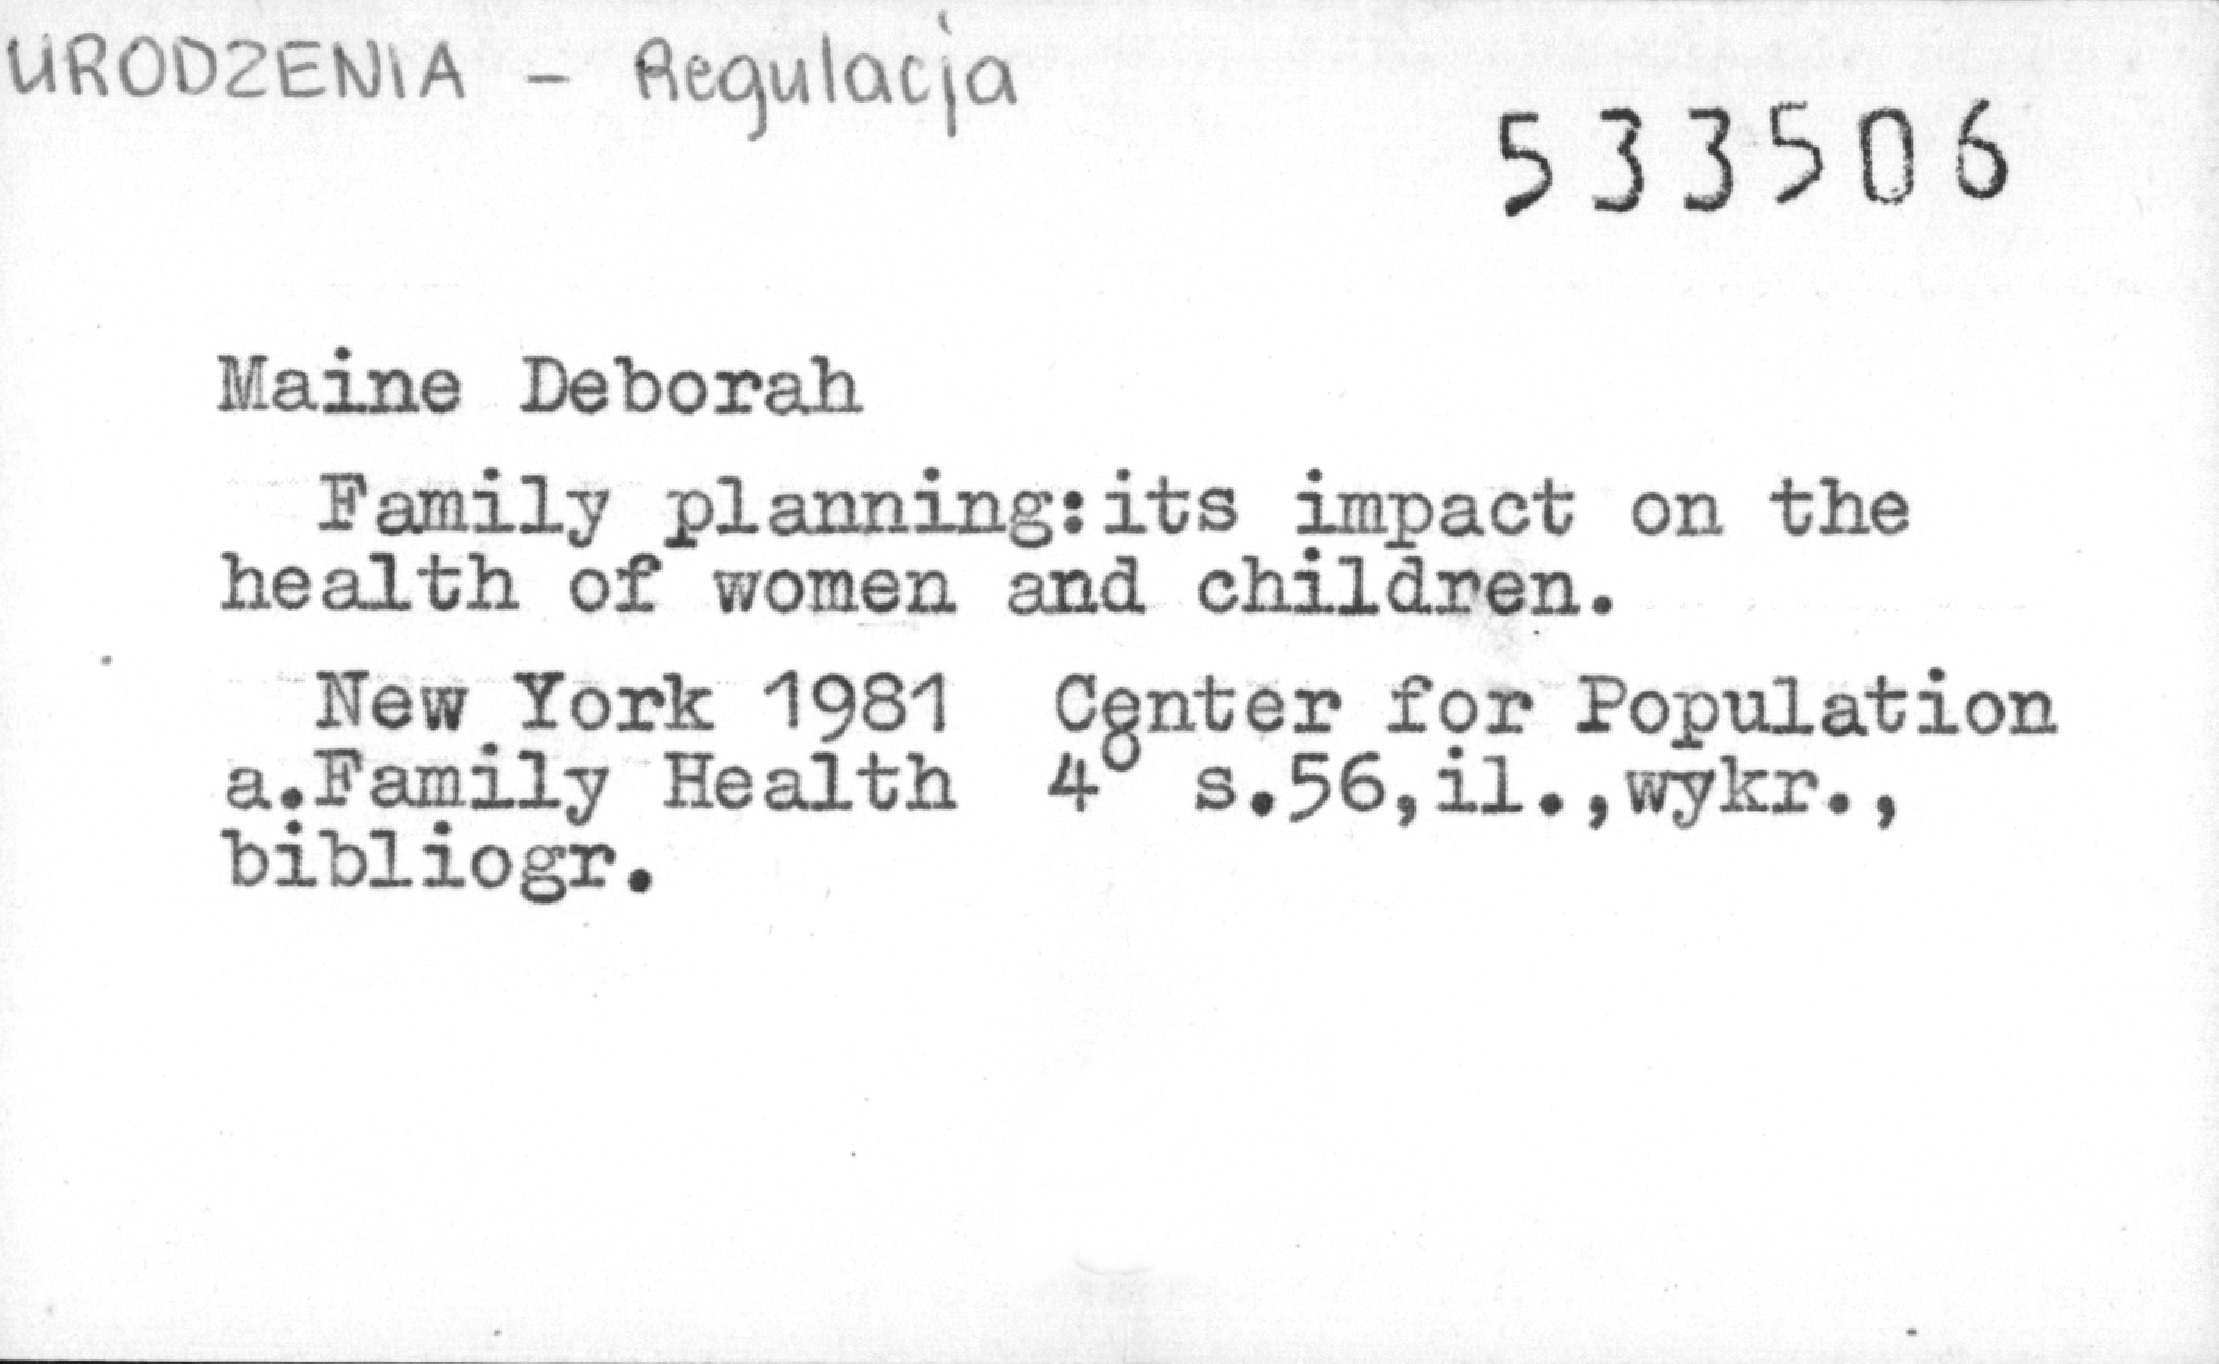 URODZENIA - Regulacja
533506
Maine Deborah
Family planning:its impact on the
health of women and children.
New York 1981 Center for Population
a.Family Health 4° s.56,il.,wykr.,
bibliogr.